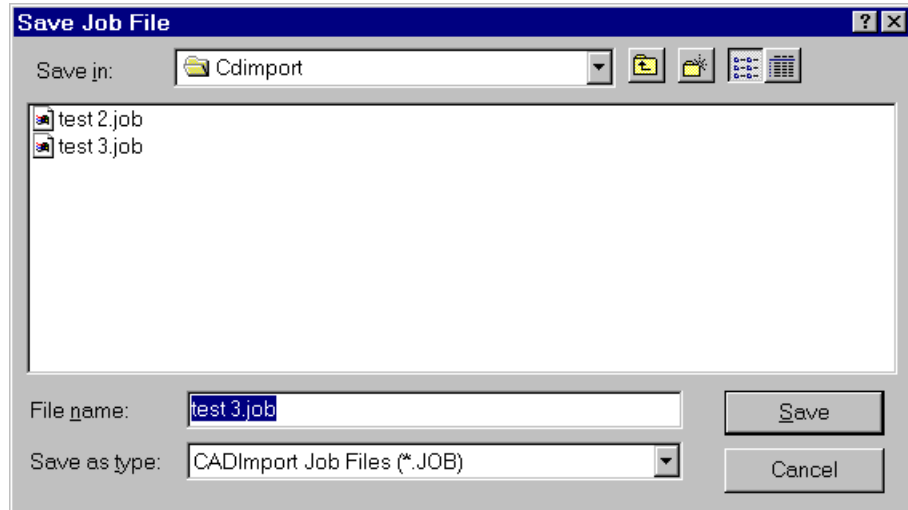 Save Job File
Save in: Cdimport
test 2.job
test 3.job
File name: test 3.job Save
Save as type: CADImport Job Files (*.JOB) Cancel